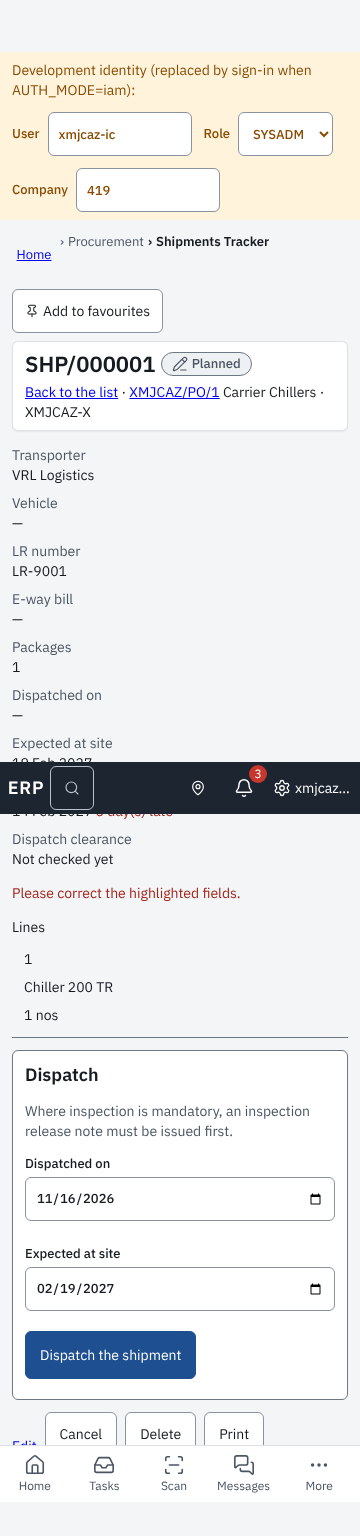 Development identity (replaced by sign-in when
AUTH_MODE=iam):
User xmjcaz-ic Role SYSADM
Company 419
Home › Procurement › Shipments Tracker
Add to favourites
SHP/000001 Planned
Back to the list · XMJCAZ/PO/1 Carrier Chillers ·
XMJCAZ-X
Transporter
VRL Logistics
Vehicle
—
LR number
LR-9001
E-way bill
—
Packages
1
Dispatched on
—
Expected at site
ERP 3 xmjcaz...
Dispatch clearance
Not checked yet
Please correct the highlighted fields.
Lines
1
Chiller 200 TR
1 nos
Dispatch
Where inspection is mandatory, an inspection
release note must be issued first.
Dispatched on
11/16/2026
Expected at site
02/19/2027
Dispatch the shipment
Edit Cancel Delete Print
Home Tasks Scan Messages More